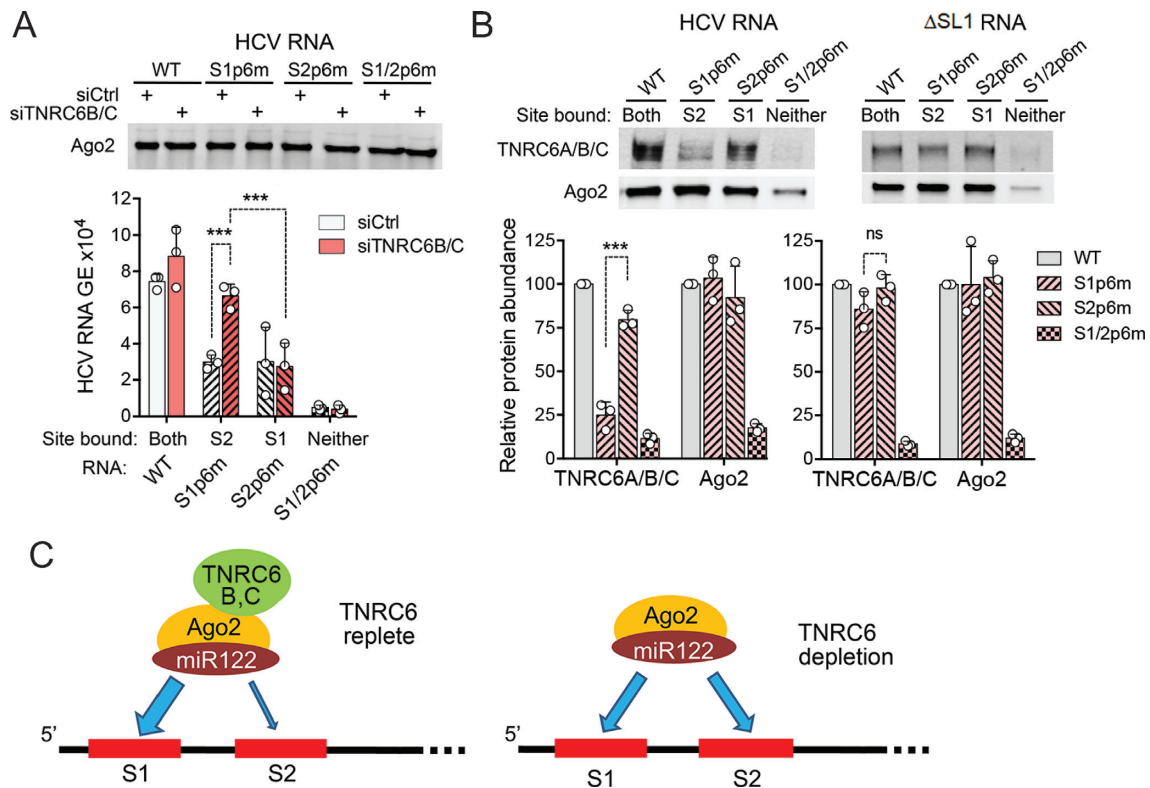 A
HCV RNA
WT S1p6m S2p6m S1/2p6m
siCtrl + + + +
siTNRC6B/C + + + +
Ago2
HCV RNA GE x10⁴
12
10
8
6
4
2
0
*** ***
siCtrl
siTNRC6B/C
Site bound: Both S2 S1 Neither
RNA: WT S1p6m S2p6m S1/2p6m
B
HCV RNA
WT S1p6m S2p6m S1/2p6m
Site bound: Both S2 S1 Neither
TNRC6A/B/C
Ago2
ΔSL1 RNA
WT S1p6m S2p6m S1/2p6m
Both S2 S1 Neither
Relative protein abundance
125
100
75
50
25
0
***
TNRC6A/B/C Ago2
125
100
75
50
25
0
ns
TNRC6A/B/C Ago2
WT
S1p6m
S2p6m
S1/2p6m
C
TNRC6
B,C
Ago2
miR122
TNRC6
replete
5’
S1 S2
Ago2
miR122
TNRC6
depletion
5’
S1 S2